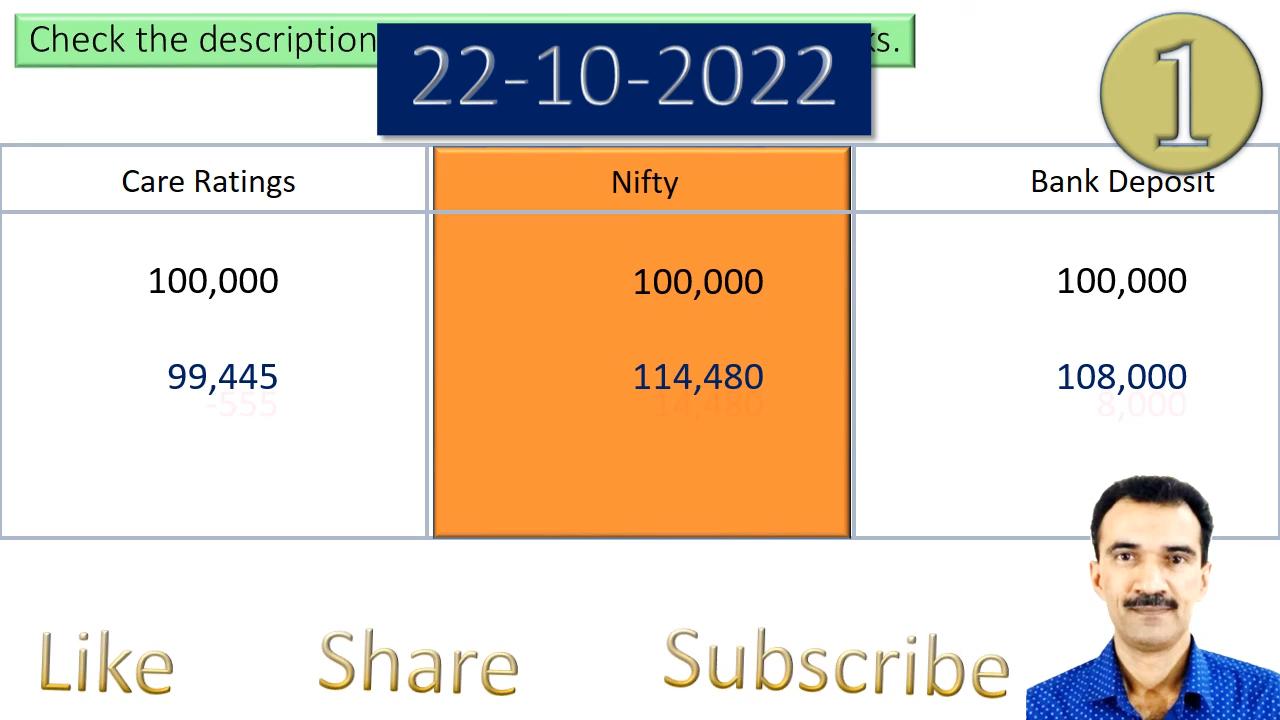 Check the description
ks.
22-10-2022
1
Care Ratings
Nifty
Bank Deposit
100,000
100,000
100,000
99,445
114,480
108,000
-555
14,480
8,000
Like
Share
Subscribe